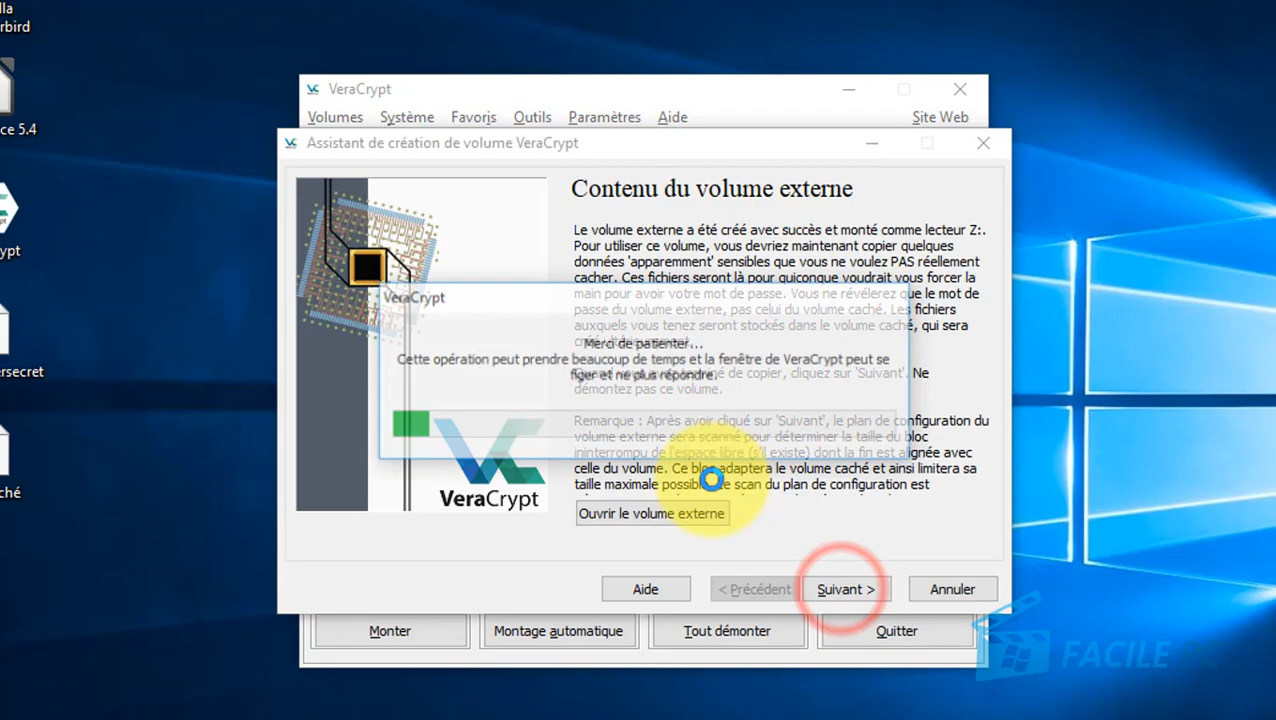 lla
rbird
VeraCrypt
Volumes Système Favoris Outils Paramètres Aide Site Web
ce 5.4
Assistant de création de volume VeraCrypt
Contenu du volume externe
Le volume externe a été créé avec succès et monté comme lecteur Z:.
Pour utiliser ce volume, vous devriez maintenant copier quelques
données 'apparemment' sensibles que vous ne voulez PAS réellement
cacher. Ces fichiers seront là pour quiconque voudrait vous forcer la
main pour avoir votre mot de passe. Vous ne révélerez que le mot de
passe du volume externe, pas celui du volume caché. Les fichiers
auxquels vous tenez seront stockés dans le volume caché, qui sera
ypt
VeraCrypt
Merci de patienter...
Cette opération peut prendre beaucoup de temps et la fenêtre de VeraCrypt peut se
figer et ne plus répondre.
de copier, cliquez sur 'Suivant'. Ne
démontez pas ce volume.
ersecret
Remarque : Après avoir cliqué sur 'Suivant', le plan de configuration du
volume externe sera scanné pour déterminer la taille du bloc
ininterrompu de l'espace libre (s'il existe) dont la fin est alignée avec
celle du volume. Ce bloc adaptera le volume caché et ainsi limitera sa
taille maximale possible. Le scan du plan de configuration est
VeraCrypt
ché
Ouvrir le volume externe
Aide < Précédent Suivant > Annuler
Monter Montage automatique Tout démonter Quitter
FACILE